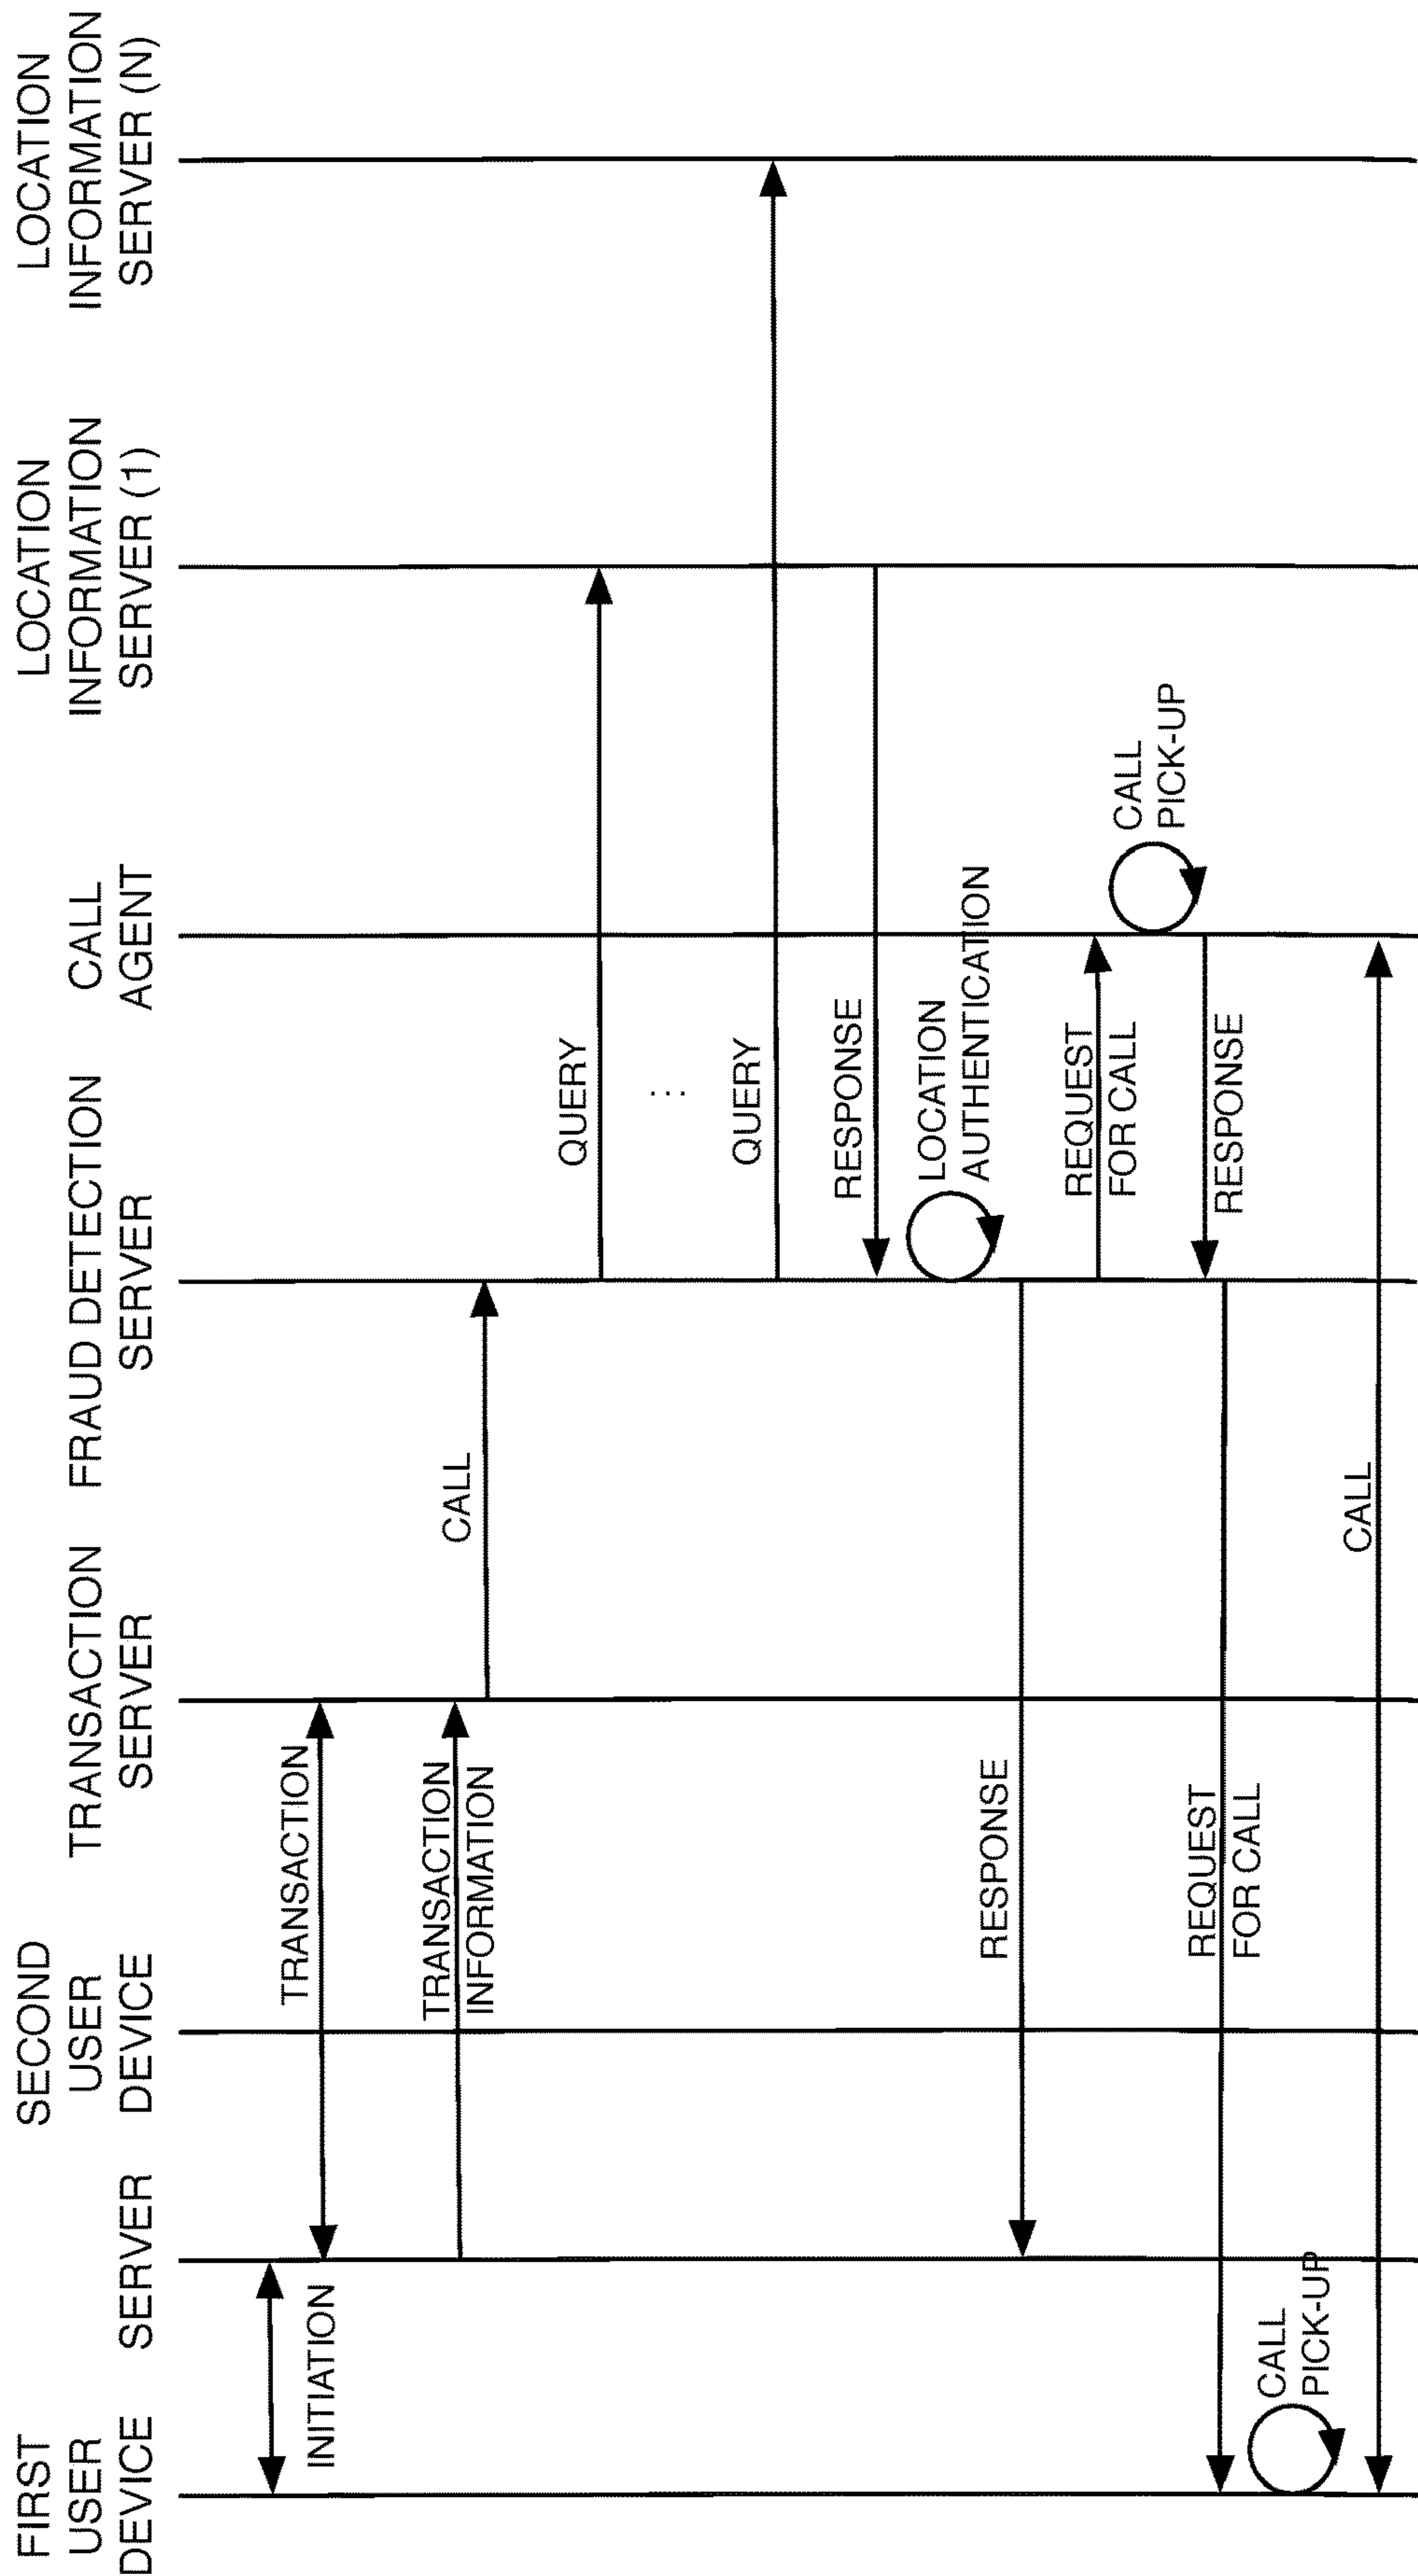 FIRST
USER
DEVICE
SERVER
SECOND
USER
DEVICE
TRANSACTION
SERVER
FRAUD DETECTION
SERVER
CALL
AGENT
LOCATION
INFORMATION
SERVER (1)
LOCATION
INFORMATION
SERVER (N)
INITIATION
TRANSACTION
TRANSACTION
INFORMATION
CALL
QUERY
...
QUERY
RESPONSE
LOCATION
AUTHENTICATION
RESPONSE
REQUEST
FOR CALL
CALL
PICK-UP
RESPONSE
REQUEST
FOR CALL
CALL
PICK-UP
CALL